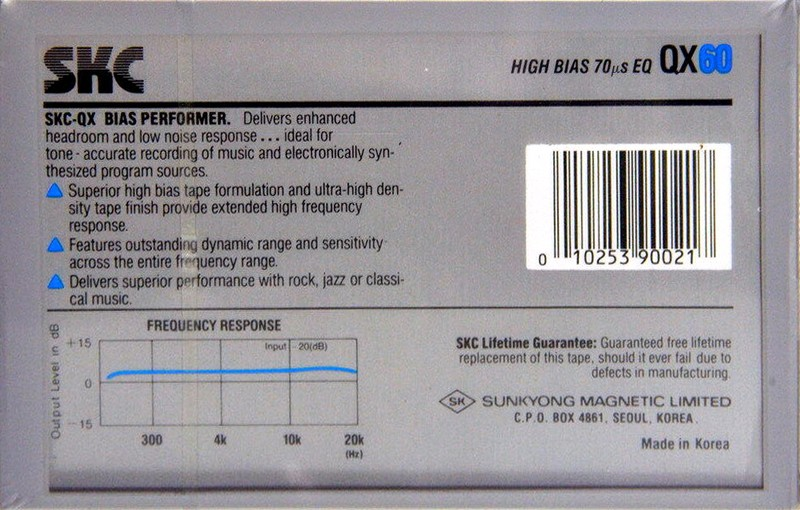 SKC
HIGH BIAS 70µs EQ QX60
SKC-QX BIAS PERFORMER. Delivers enhanced
headroom and low noise response... ideal for
tone-accurate recording of music and electronically syn-
thesized program sources.
Superior high bias tape formulation and ultra-high den-
sity tape finish provide extended high frequency
response.
Features outstanding dynamic range and sensitivity
across the entire frequency range.
Delivers superior performance with rock, jazz or classi-
cal music.
0 10253 90021
FREQUENCY RESPONSE
Output Level in dB
+15
Input -20(dB)
0
-15
300 4k 10k 20k
(Hz)
SKC Lifetime Guarantee: Guaranteed free lifetime
replacement of this tape, should it ever fail due to
defects in manufacturing.
SK SUNKYONG MAGNETIC LIMITED
C.P.O. BOX 4861, SEOUL, KOREA.
Made in Korea